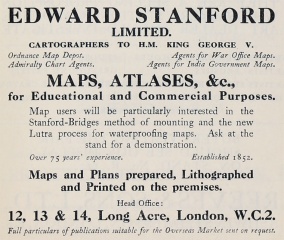 EDWARD STANFORD
LIMITED.
CARTOGRAPHERS TO H.M. KING GEORGE V.
Ordnance Map Depot. Agents for War Office Maps.
Admiralty Chart Agents. Agents for India Government Maps.
MAPS, ATLASES, &c.,
for Educational and Commercial Purposes.
Map users will be particularly interested in the
Stanford-Bridges method of mounting and the new
Lutra process for waterproofing maps. Ask at the
stand for a demonstration.
Over 75 years' experience. Established 1852.
Maps and Plans prepared, Lithographed
and Printed on the premises.
Head Office:
12, 13 & 14, Long Acre, London, W.C.2.
Full particulars of publications suitable for the Overseas Market sent on request.